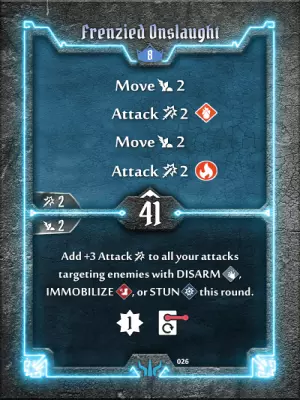 Frenzied Onslaught
8
Move 2
Attack 2
Move 2
Attack 2
2
41
2
Add +3 Attack to all your attacks
targeting enemies with DISARM,
IMMOBILIZE, or STUN this round.
1
026